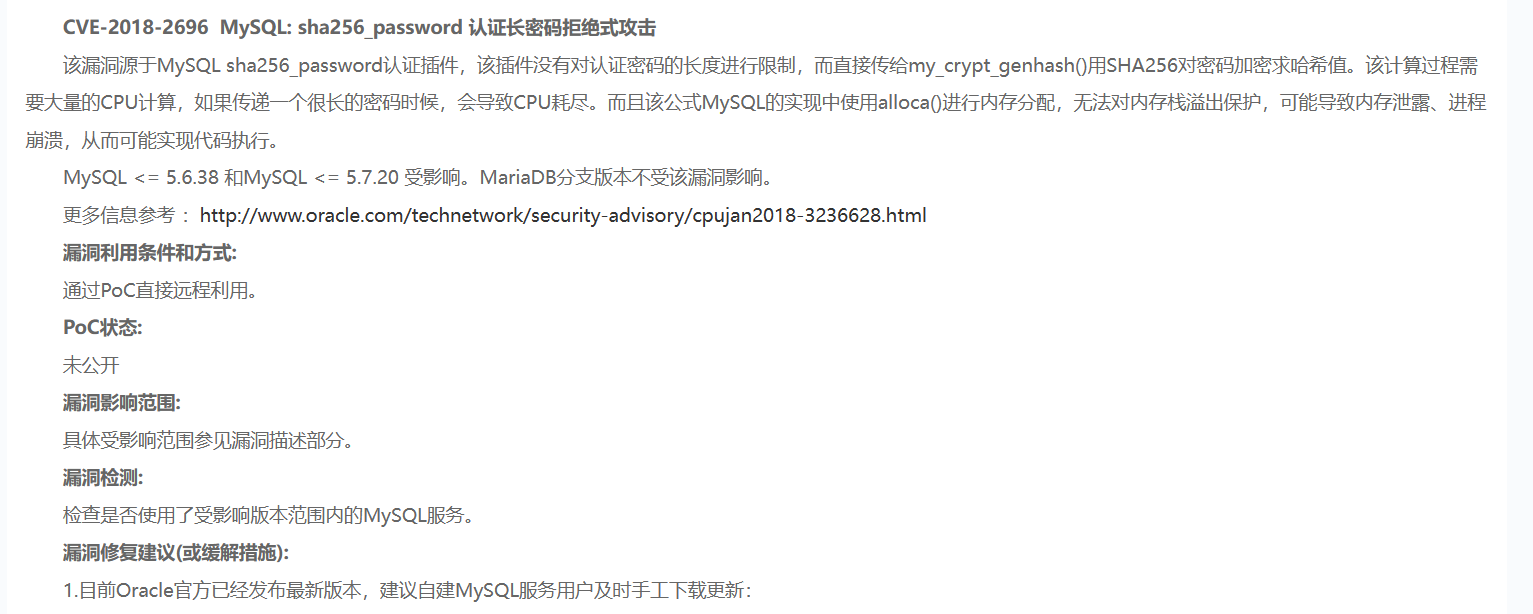 CVE-2018-2696  MySQL: sha256_password 认证长密码拒绝式攻击
该漏洞源于MySQL sha256_password认证插件，该插件没有对认证密码的长度进行限制，而直接传给my_crypt_genhash()用SHA256对密码加密求哈希值。该计算过程需
要大量的CPU计算，如果传递一个很长的密码时候，会导致CPU耗尽。而且该公式MySQL的实现中使用alloca()进行内存分配，无法对内存栈溢出保护，可能导致内存泄露、进程
崩溃，从而可能实现代码执行。
MySQL <= 5.6.38 和MySQL <= 5.7.20 受影响。MariaDB分支版本不受该漏洞影响。
更多信息参考 ：http://www.oracle.com/technetwork/security-advisory/cpujan2018-3236628.html
漏洞利用条件和方式:
通过PoC直接远程利用。
PoC状态:
未公开
漏洞影响范围:
具体受影响范围参见漏洞描述部分。
漏洞检测:
检查是否使用了受影响版本范围内的MySQL服务。
漏洞修复建议(或缓解措施):
1.目前Oracle官方已经发布最新版本，建议自建MySQL服务用户及时手工下载更新：